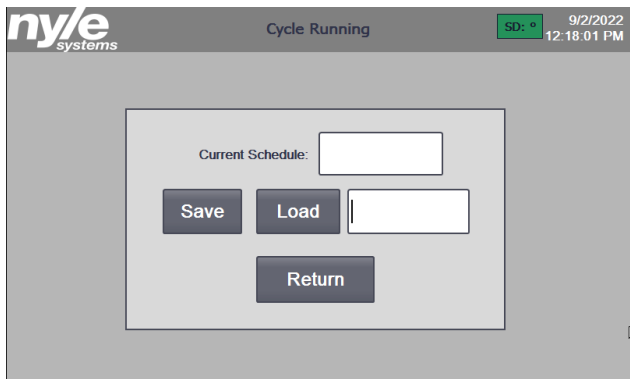 nyle systems
Cycle Running
SD: °
9/2/2022
12:18:01 PM
Current Schedule:
Save
Load
Return